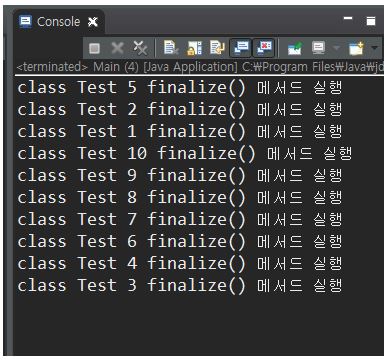 Console
<terminated> Main (4) [Java Application] C:₩Program Files₩Java₩jd
class Test 5 finalize() 메서드 실행
class Test 2 finalize() 메서드 실행
class Test 1 finalize() 메서드 실행
class Test 10 finalize() 메서드 실행
class Test 9 finalize() 메서드 실행
class Test 8 finalize() 메서드 실행
class Test 7 finalize() 메서드 실행
class Test 6 finalize() 메서드 실행
class Test 4 finalize() 메서드 실행
class Test 3 finalize() 메서드 실행